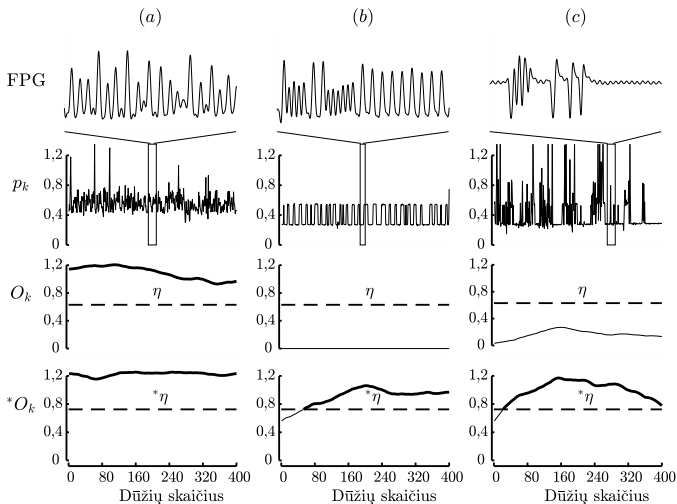 (a) (b) (c)
FPG
p_k 1,2 1,2 1,2
0,8 0,8 0,8
0,4 0,4 0,4
0 0 0
O_k 1,2 η 1,2 η 1,2 η
0,8 0,8 0,8
0,4 0,4 0,4
0 0 0
*O_k 1,2 *η 1,2 *η 1,2 *η
0,8 0,8 0,8
0,4 0,4 0,4
0 0 0
0 80 160 240 320 400 0 80 160 240 320 400 0 80 160 240 320 400
Dūžių skaičius Dūžių skaičius Dūžių skaičius